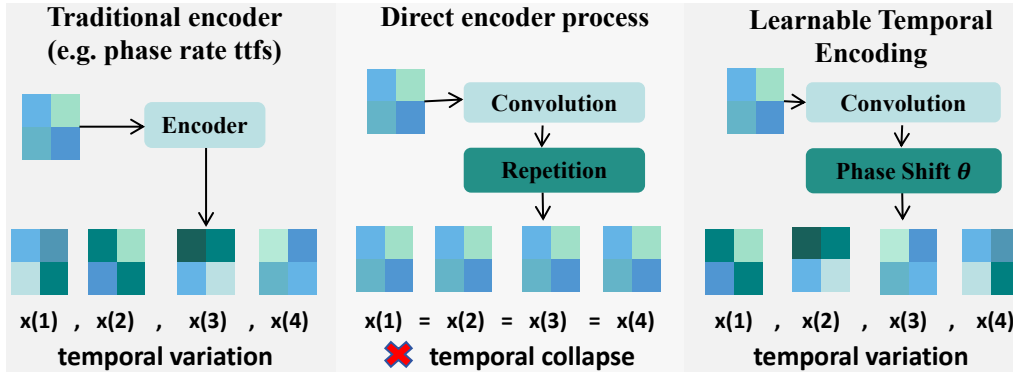 Traditional encoder
(e.g. phase rate ttfs)
Encoder
x(1) , x(2) , x(3) , x(4)
temporal variation
Direct encoder process
Convolution
Repetition
x(1) = x(2) = x(3) = x(4)
temporal collapse
Learnable Temporal
Encoding
Convolution
Phase Shift θ
x(1) , x(2) , x(3) , x(4)
temporal variation